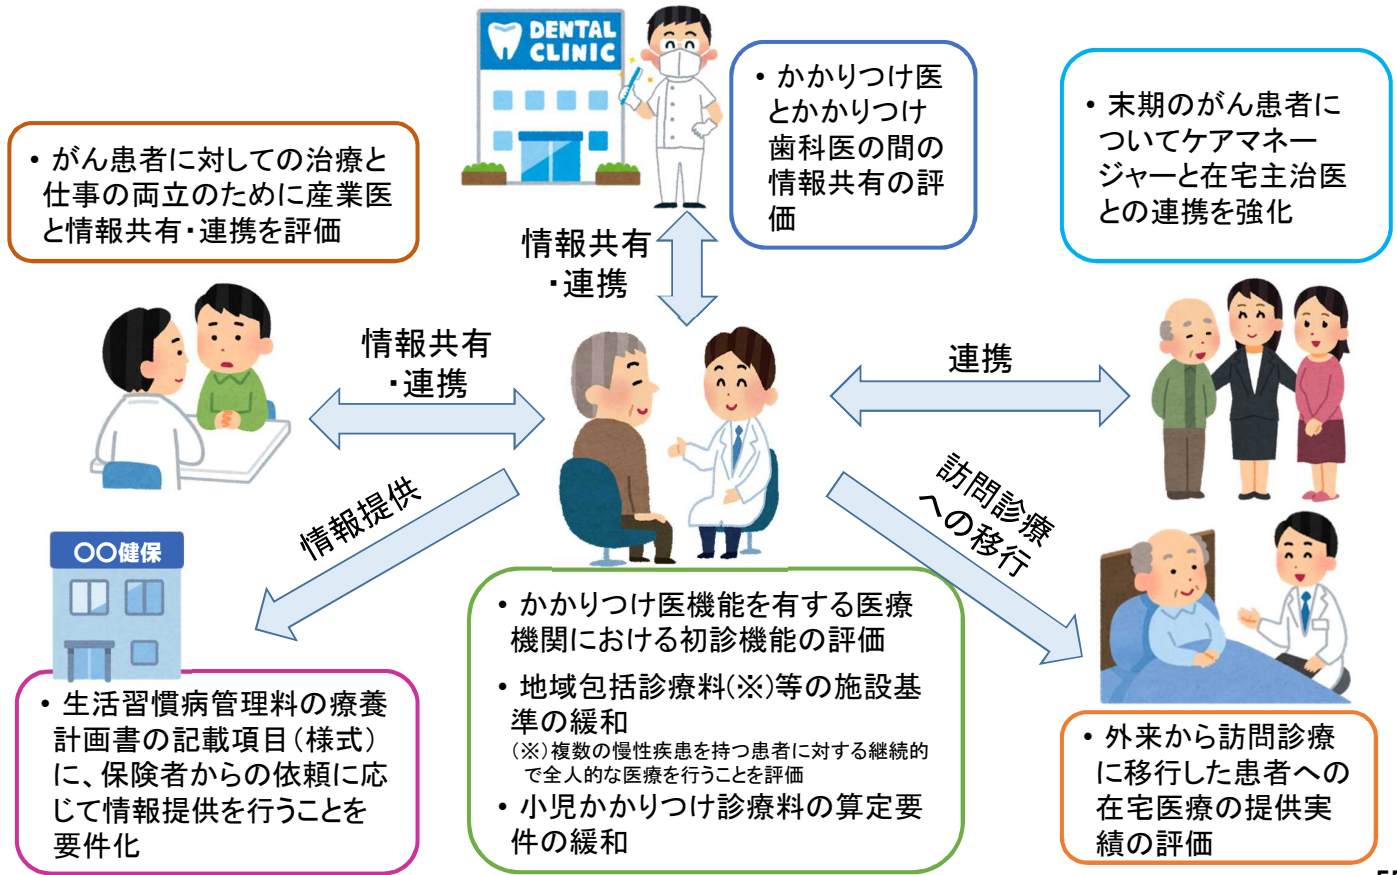 DENTAL
CLINIC
・かかりつけ医
とかかりつけ
歯科医の間の
情報共有の評
価
・末期のがん患者に
ついてケアマネー
ジャーと在宅主治医
との連携を強化
・がん患者に対しての治療と
仕事の両立のために産業医
と情報共有・連携を評価
情報共有
・連携
情報共有
・連携
連携
情報提供
訪問診療
への移行
〇〇健保
・かかりつけ医機能を有する医療
機関における初診機能の評価
・地域包括診療料(※)等の施設基
準の緩和
(※)複数の慢性疾患を持つ患者に対する継続的
で全人的な医療を行うことを評価
・小児かかりつけ診療料の算定要
件の緩和
・生活習慣病管理料の療養
計画書の記載項目(様式)
に、保険者からの依頼に応
じて情報提供を行うことを
要件化
・外来から訪問診療
に移行した患者への
在宅医療の提供実
績の評価